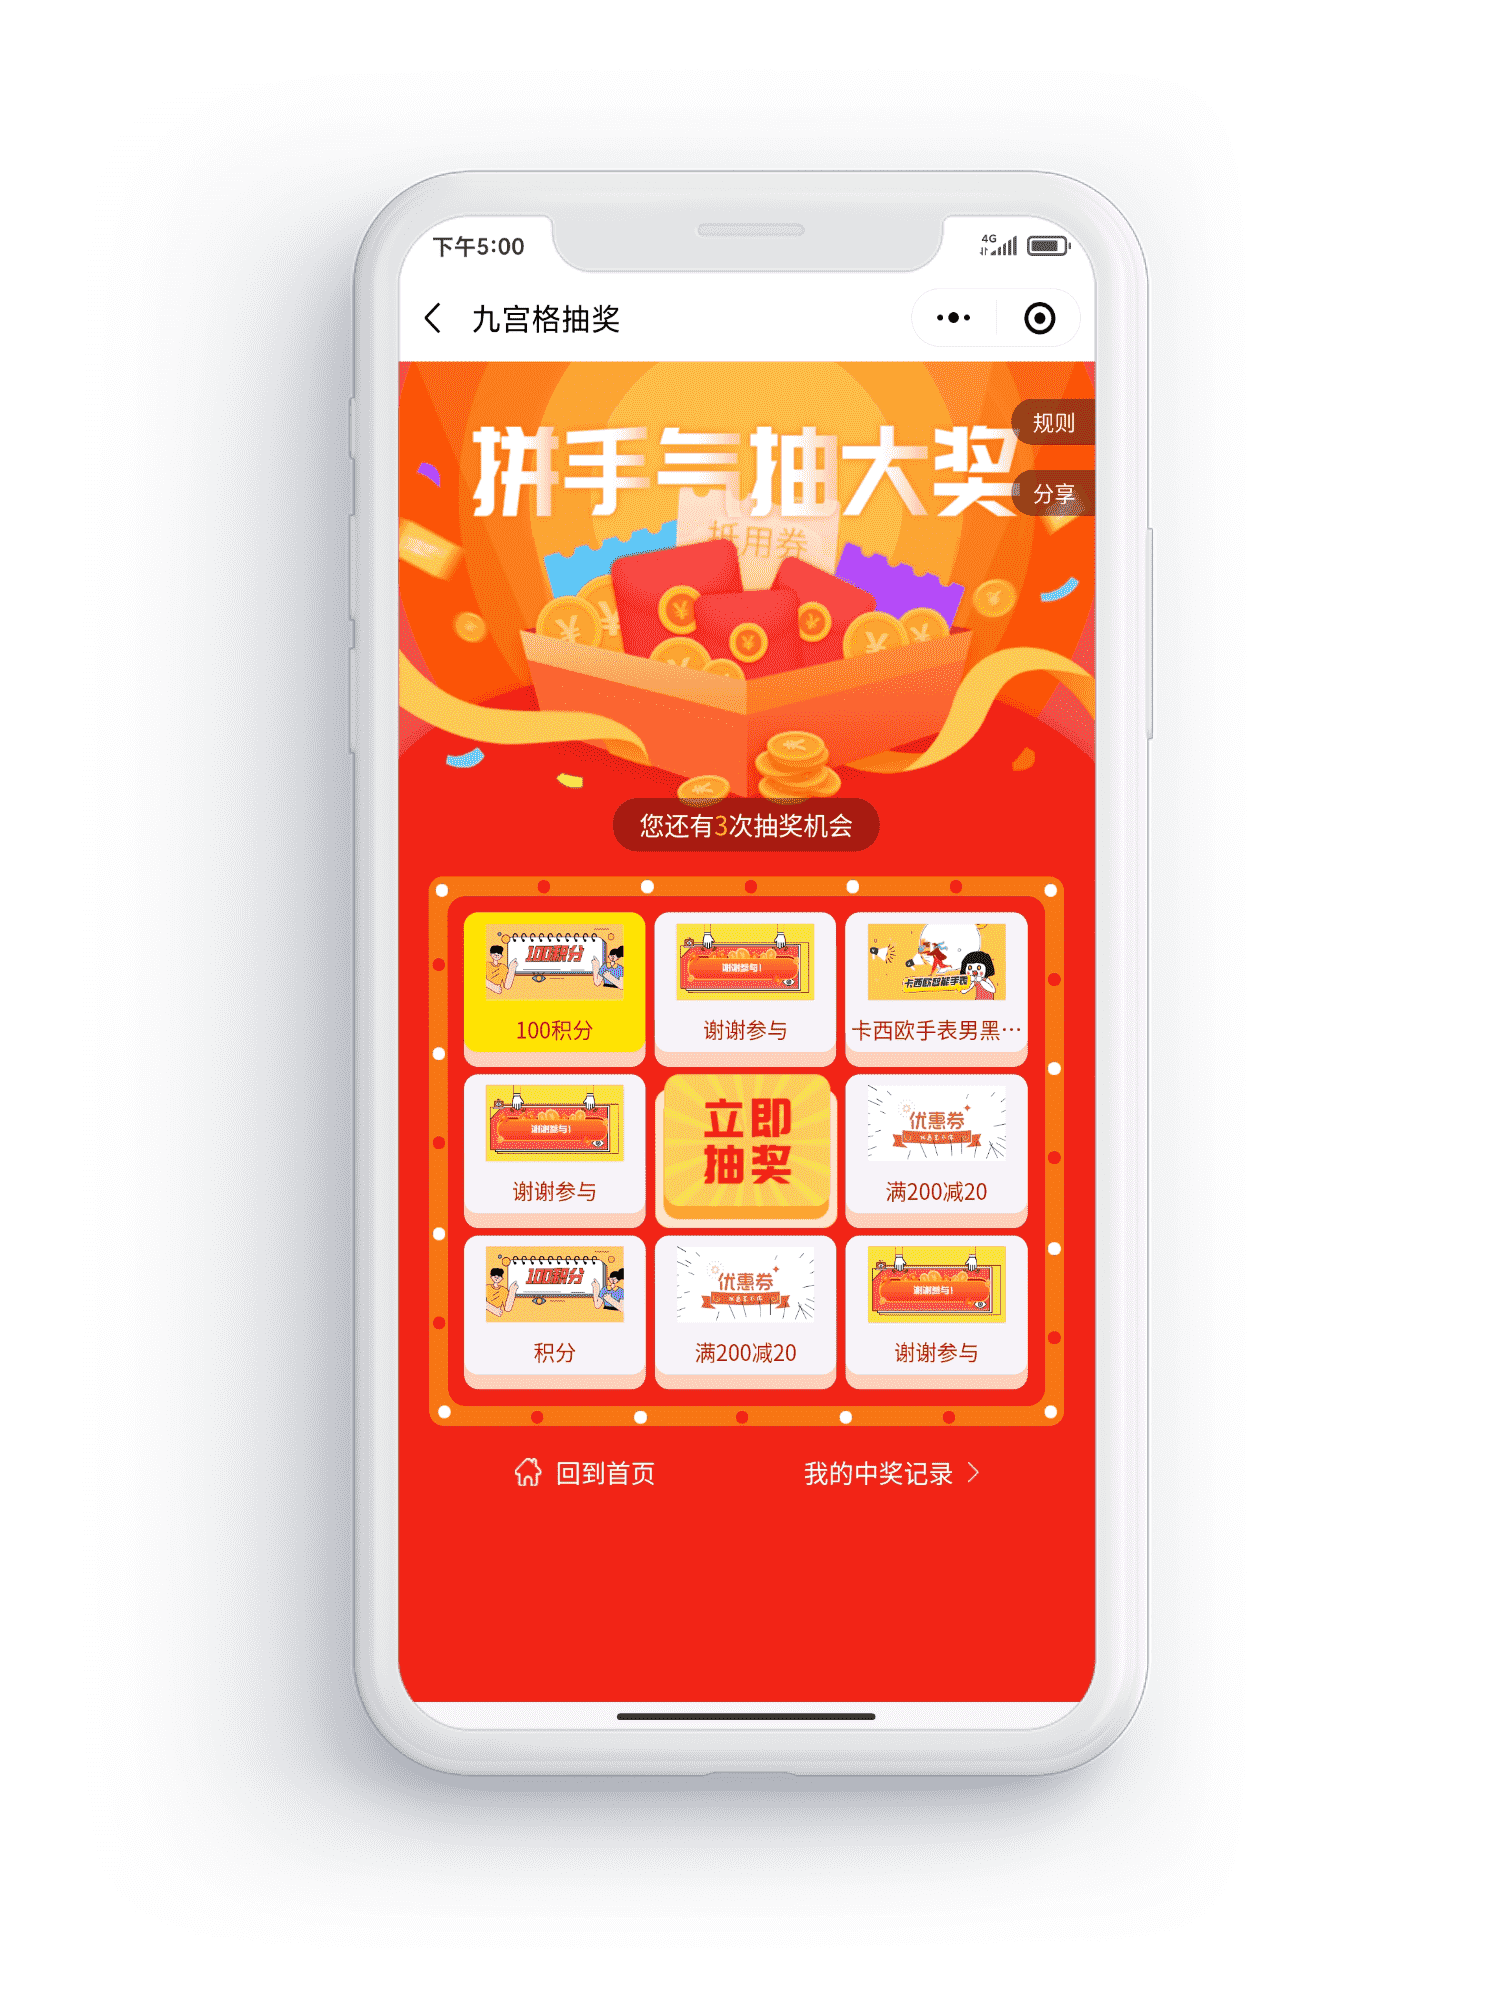 下午5:00
4G
九宫格抽奖
规则
拼手气抽大奖
分享
抵用券
您还有3次抽奖机会
100积分
谢谢参与!
卡西欧智能手表
100积分
谢谢参与
卡西欧手表男黑…
谢谢参与!
立即
抽奖
优惠券
谢谢参与
满200减20
100积分
优惠券
谢谢参与!
积分
满200减20
谢谢参与
回到首页
我的中奖记录